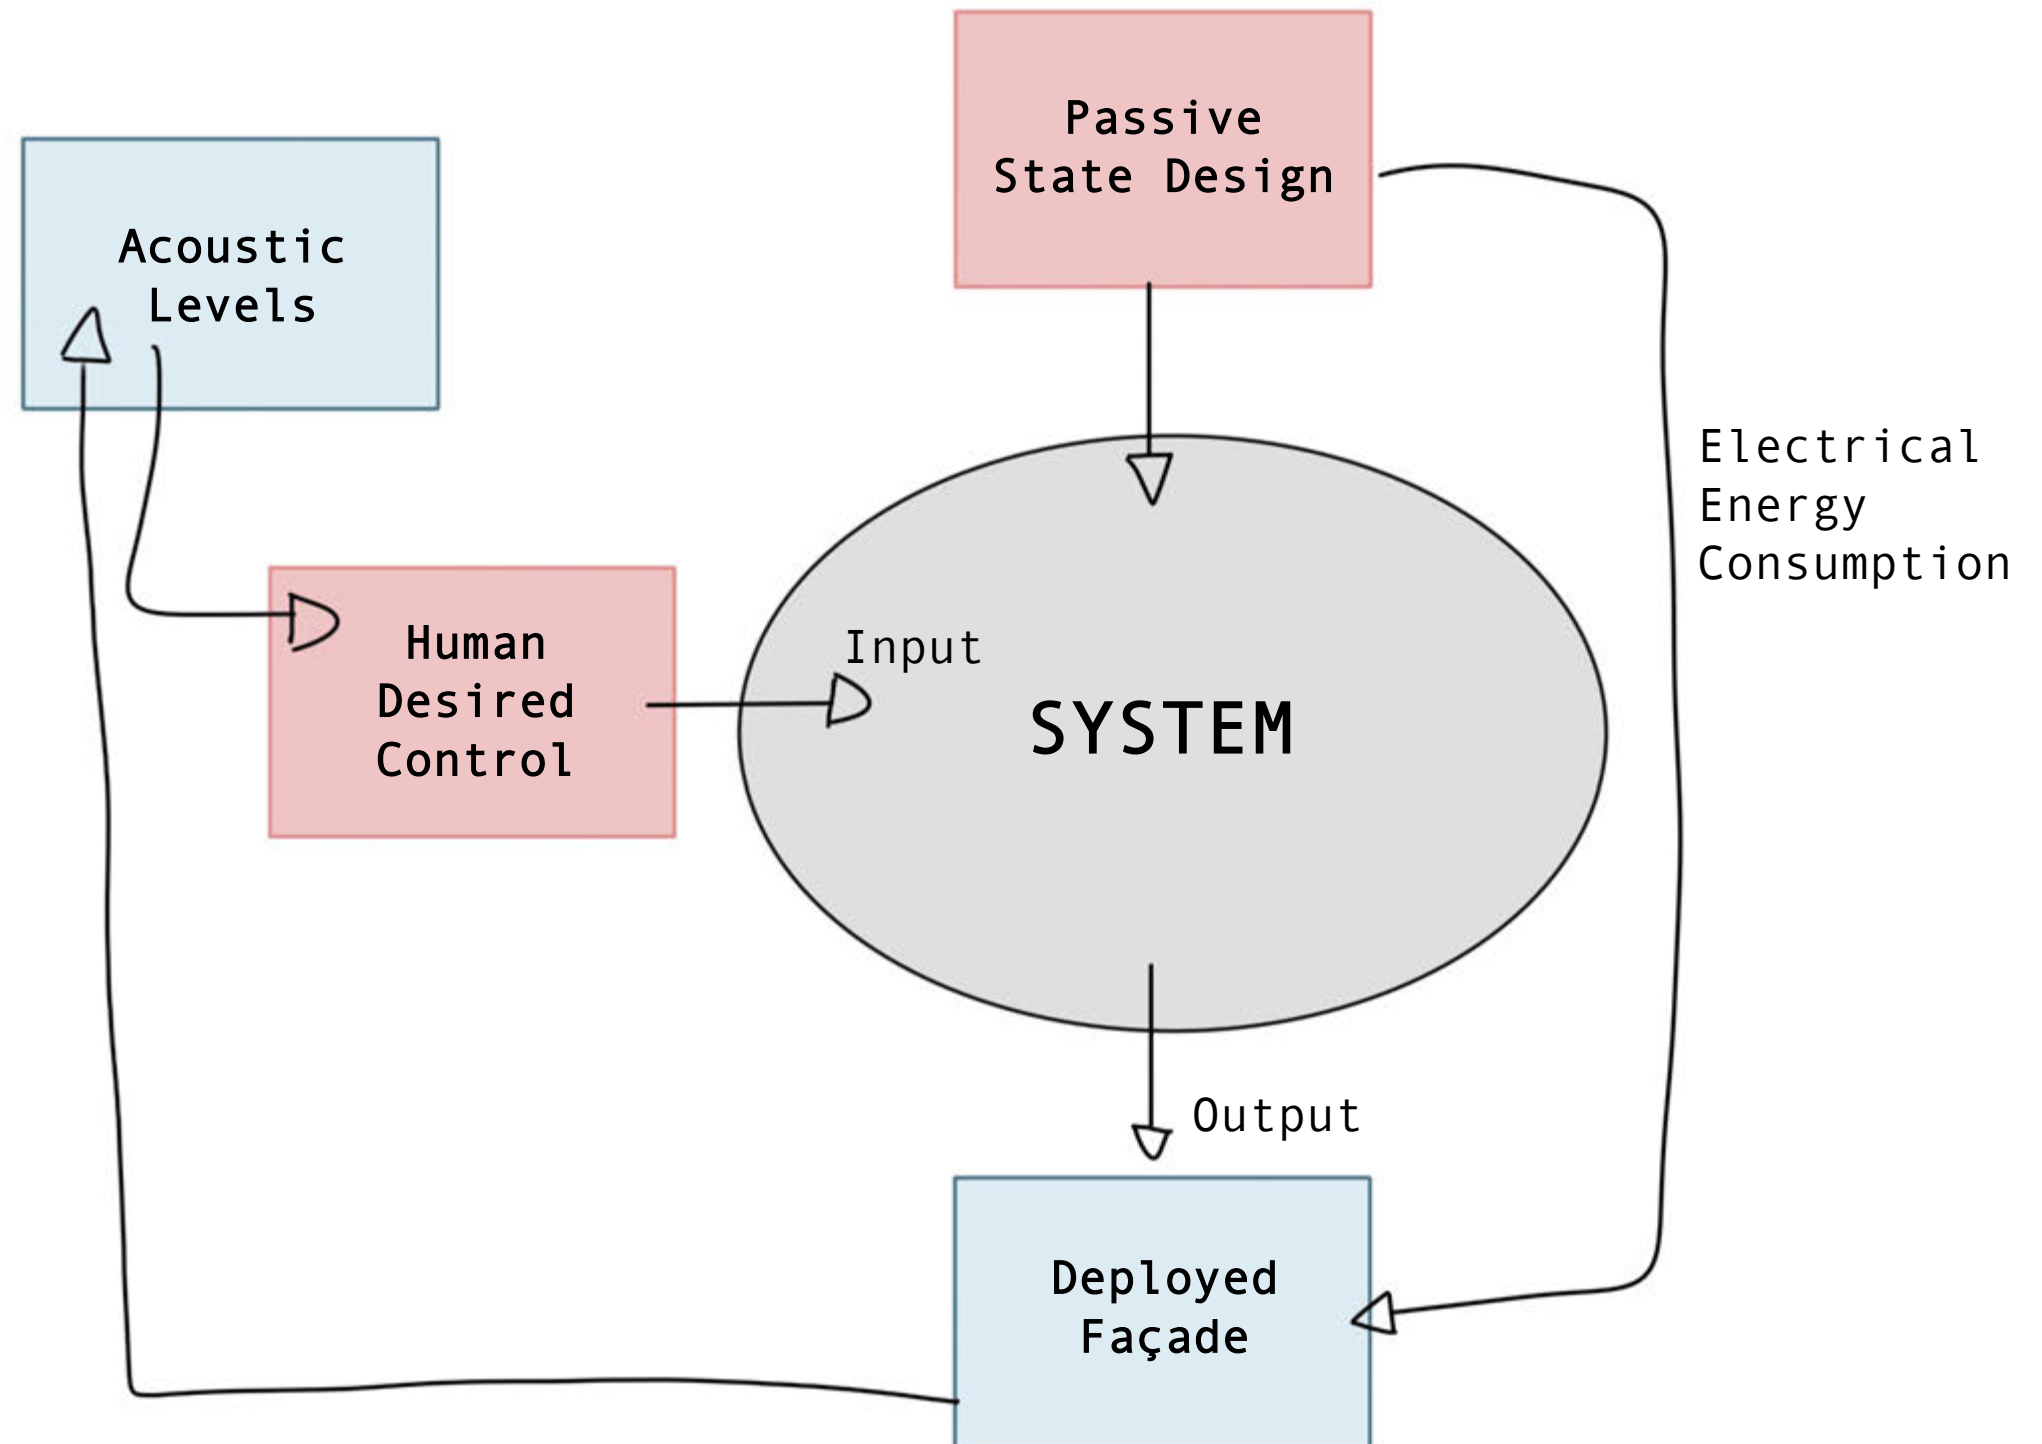 Passive
State Design
Acoustic
Levels
Electrical
Energy
Consumption
Human
Desired
Control
Input
SYSTEM
Output
Deployed
Façade